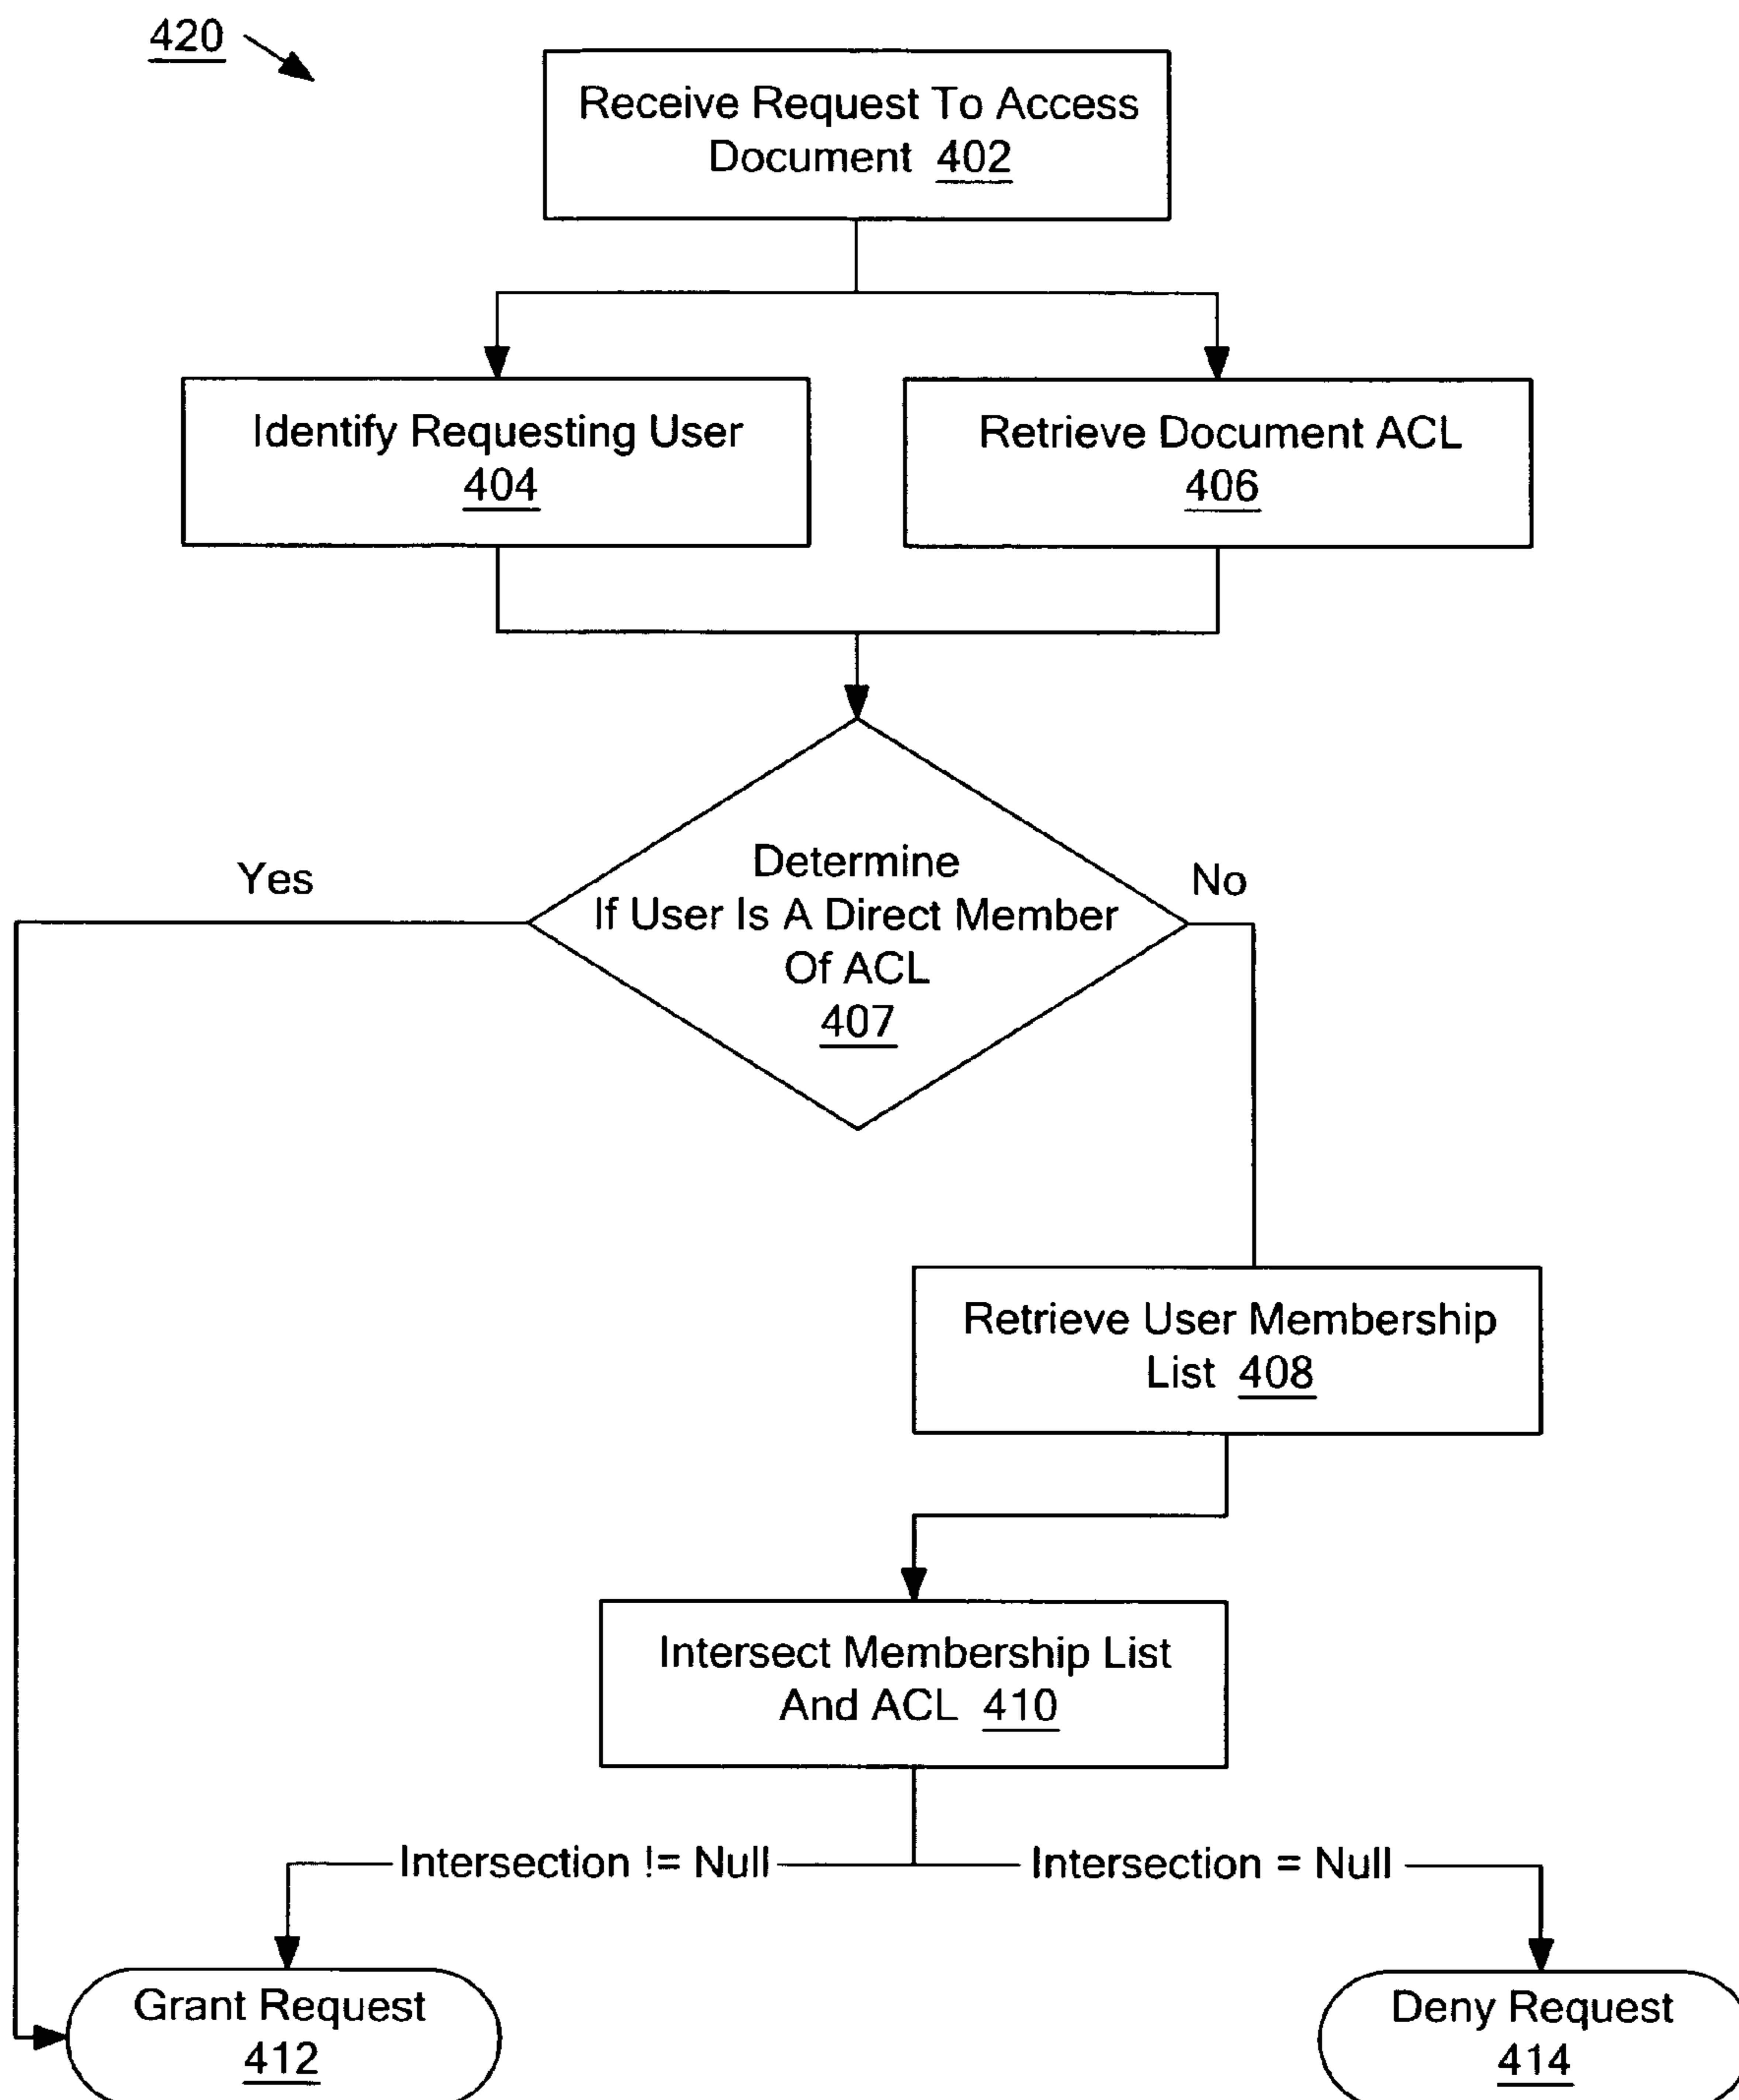 420
Receive Request To Access
Document 402
Identify Requesting User
404
Retrieve Document ACL
406
Determine
If User Is A Direct Member
Of ACL
407
Yes
No
Retrieve User Membership
List 408
Intersect Membership List
And ACL 410
Intersection != Null
Intersection = Null
Grant Request
412
Deny Request
414